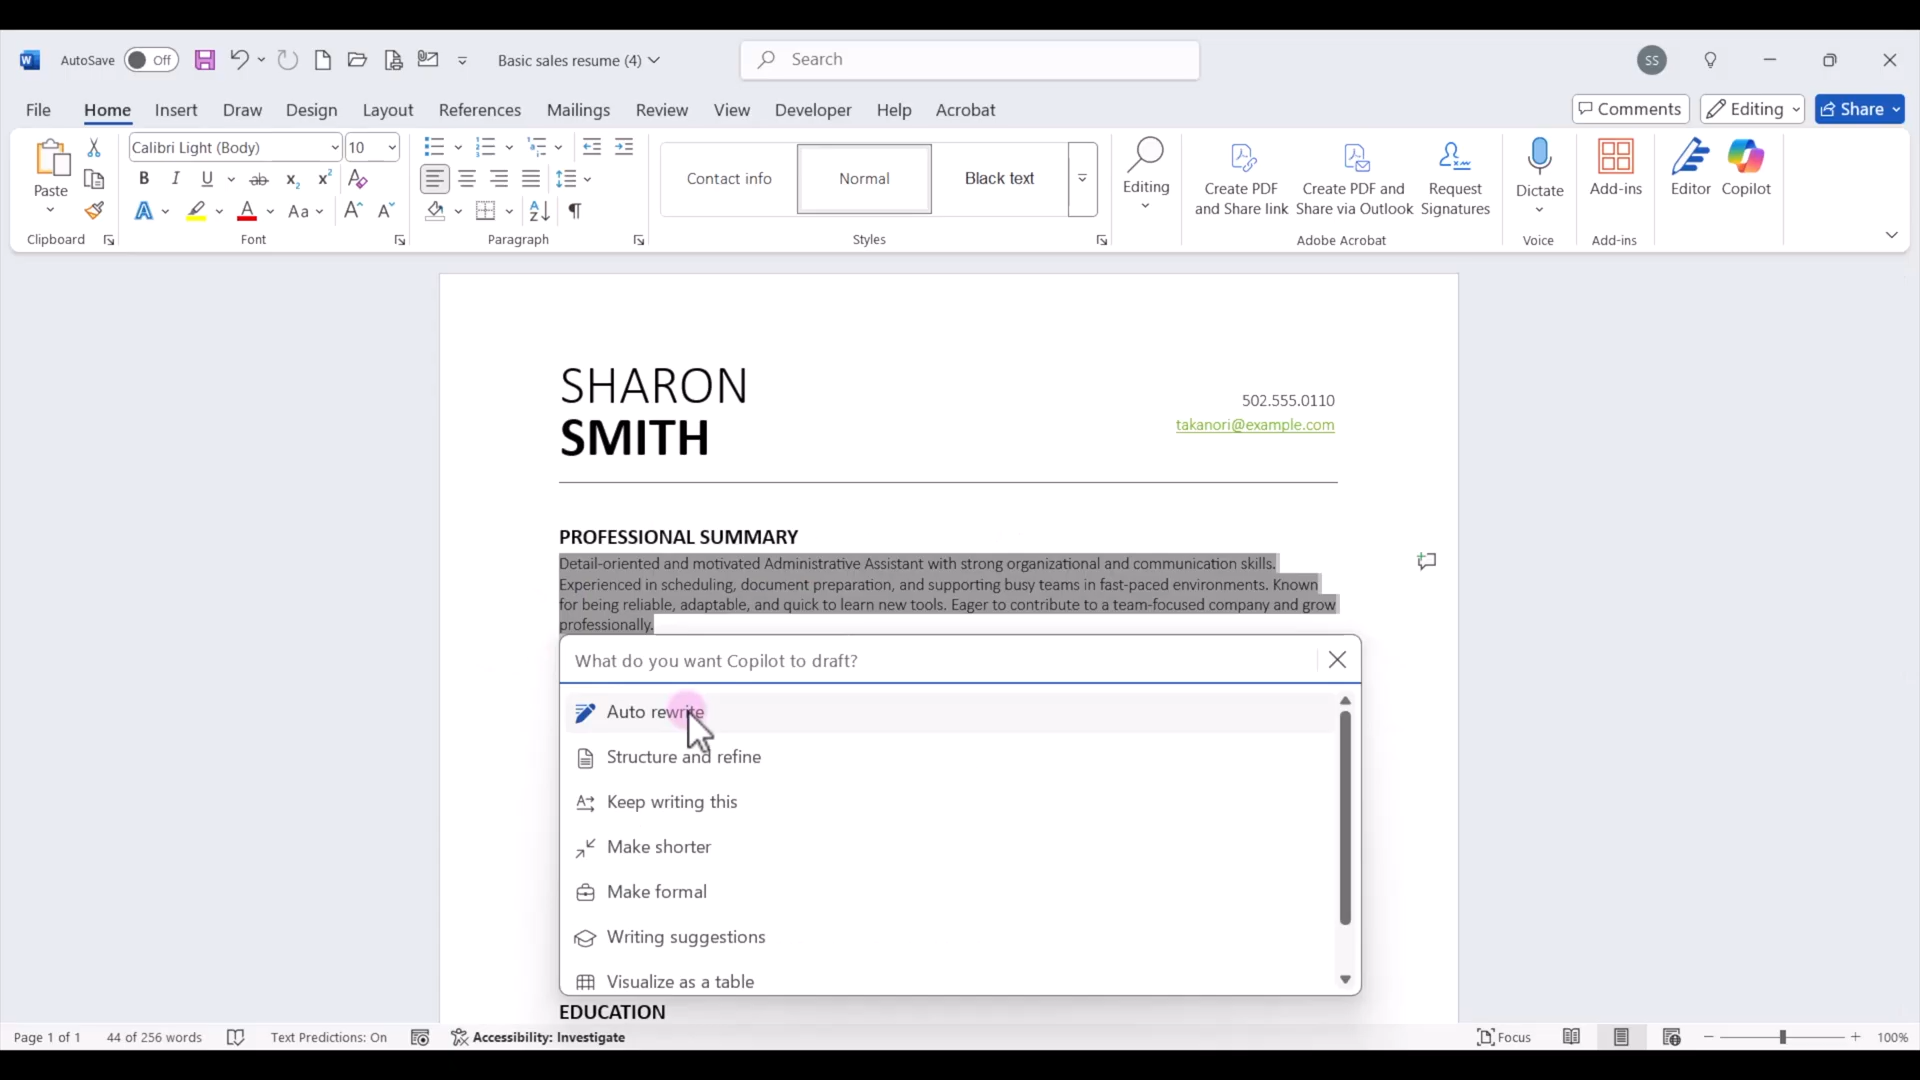 W AutoSave Off Basic sales resume (4) Search SS
File Home Insert Draw Design Layout References Mailings Review View Developer Help Acrobat Comments Editing Share
Paste
Clipboard
Calibri Light (Body) 10
B I U ab x₂ x² A
A A Aa A A
Font
Paragraph
Contact info Normal Black text
Styles
Editing
Create PDF and Share link
Create PDF and Share via Outlook
Request Signatures
Adobe Acrobat
Dictate
Voice
Add-ins
Add-ins
Editor
Copilot
SHARON
SMITH
502.555.0110
takanori@example.com
PROFESSIONAL SUMMARY
Detail-oriented and motivated Administrative Assistant with strong organizational and communication skills.
Experienced in scheduling, document preparation, and supporting busy teams in fast-paced environments. Known
for being reliable, adaptable, and quick to learn new tools. Eager to contribute to a team-focused company and grow
professionally.
What do you want Copilot to draft?
Auto rewrite
Structure and refine
Keep writing this
Make shorter
Make formal
Writing suggestions
Visualize as a table
EDUCATION
Page 1 of 1 44 of 256 words Text Predictions: On Accessibility: Investigate Focus 100%